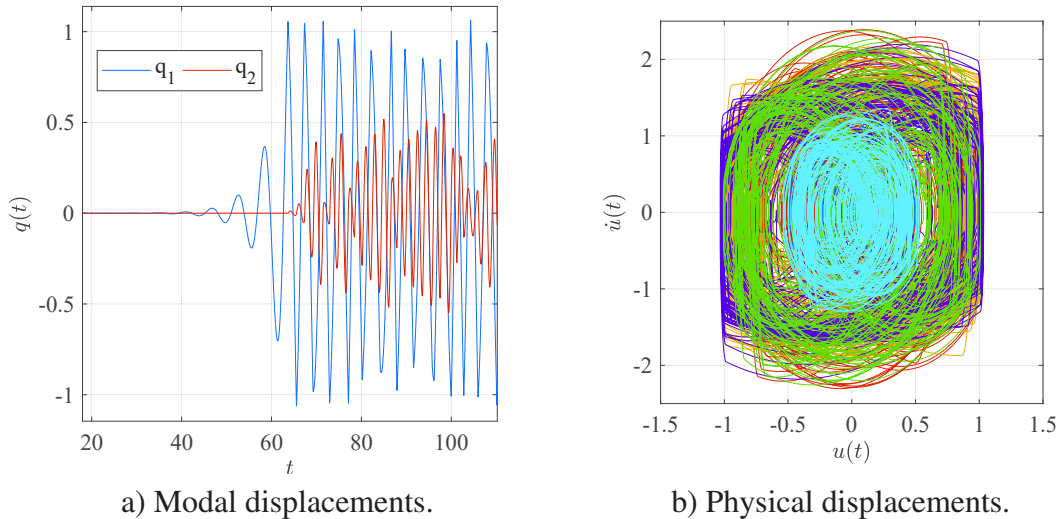 1
0.5
0
-0.5
-1
q(t)
q1 q2
20 40 60 80 100
t
a) Modal displacements.
2
1
0
-1
-2
u̇(t)
-1.5 -1 -0.5 0 0.5 1 1.5
u(t)
b) Physical displacements.